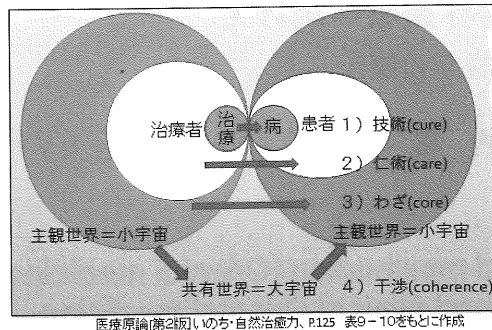 治療者
治療
病
患者
1）技術(cure)
2）仁術(care)
3）わざ(core)
主観世界＝小宇宙
主観世界＝小宇宙
共有世界＝大宇宙
4）干渉(coherence)
医療原論[第2版]いのち・自然治癒力、P.125 表9－10をもとに作成